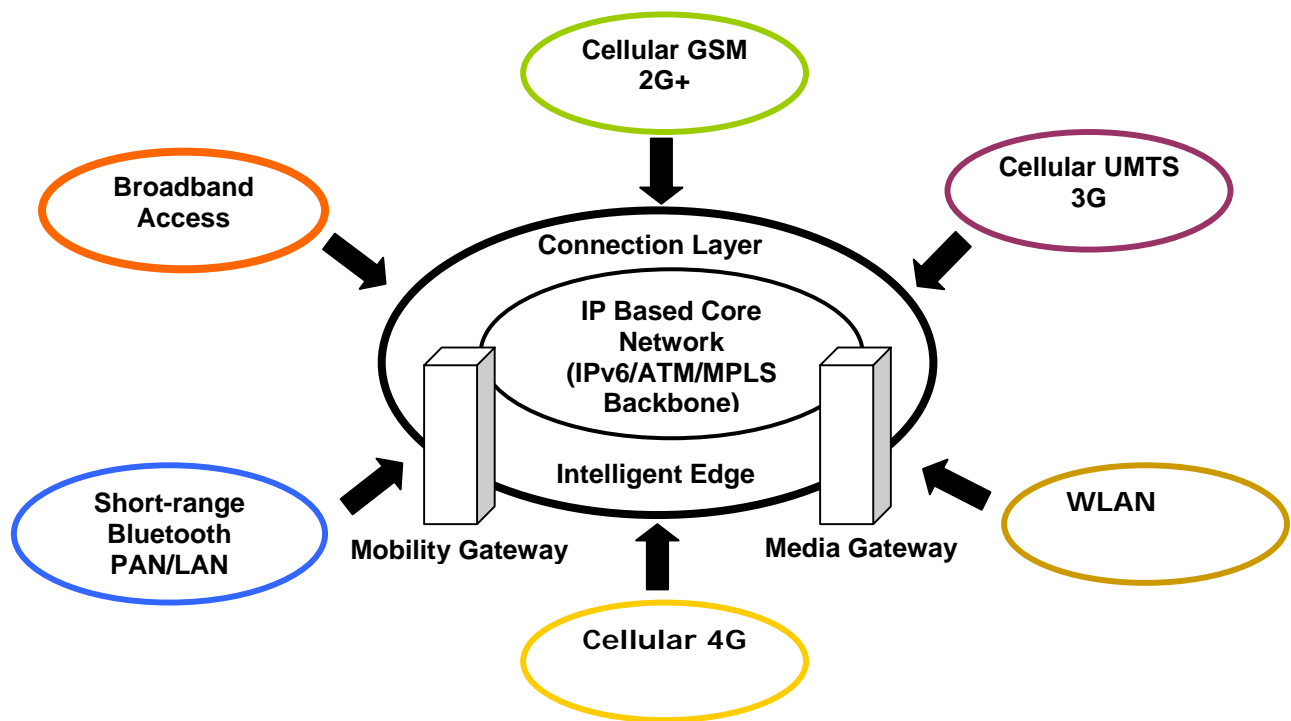 Cellular GSM
2G+
Broadband
Access
Cellular UMTS
3G
Connection Layer
IP Based Core
Network
(IPv6/ATM/MPLS
Backbone)
Intelligent Edge
Short-range
Bluetooth
PAN/LAN
WLAN
Mobility Gateway
Media Gateway
Cellular 4G